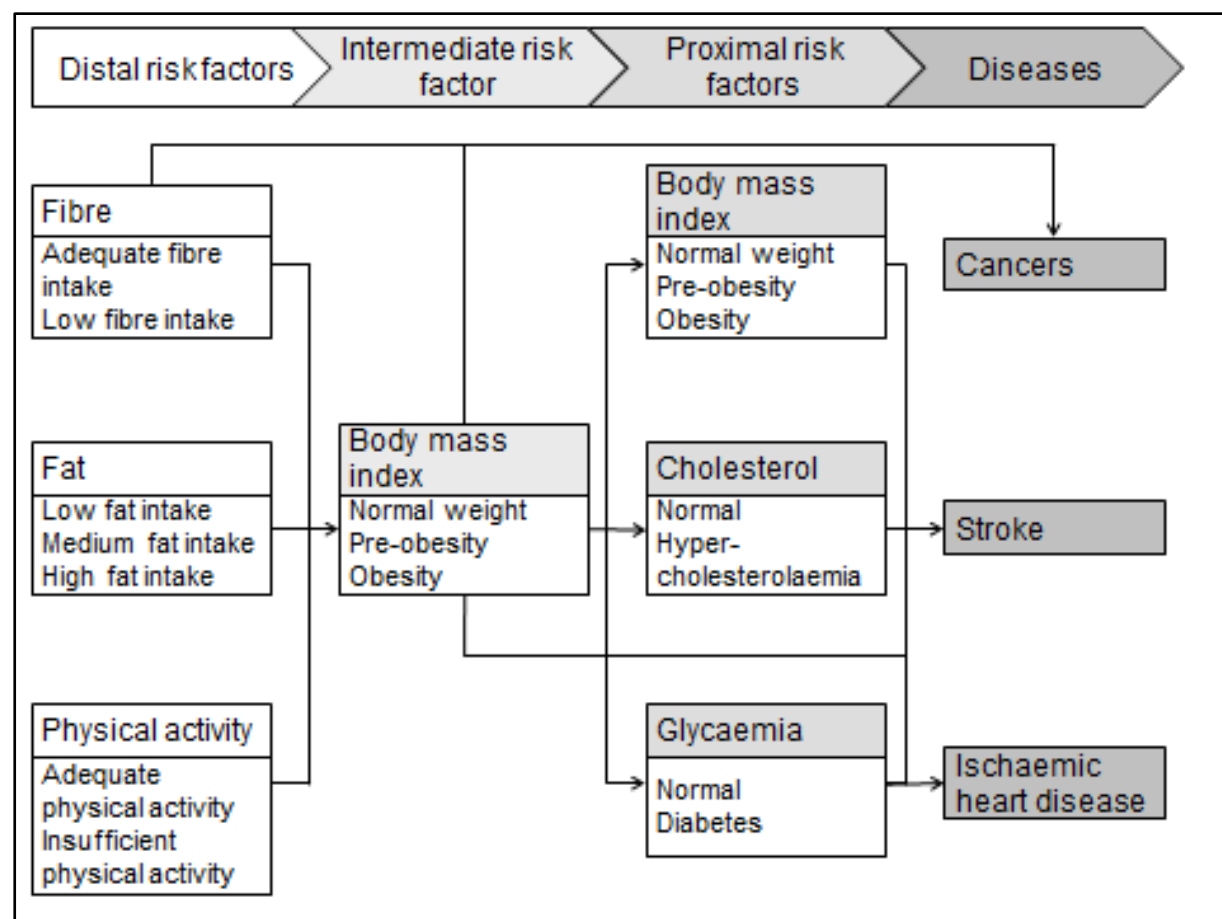 Distal risk factors
Intermediate risk
factor
Proximal risk
factors
Diseases
Fibre
Adequate fibre
intake
Low fibre intake
Fat
Low fat intake
Medium fat intake
High fat intake
Physical activity
Adequate
physical activity
Insufficient
physical activity
Body mass
index
Normal weight
Pre-obesity
Obesity
Body mass
index
Normal weight
Pre-obesity
Obesity
Cholesterol
Normal
Hyper-
cholesterolaemia
Glycaemia
Normal
Diabetes
Cancers
Stroke
Ischaemic
heart disease